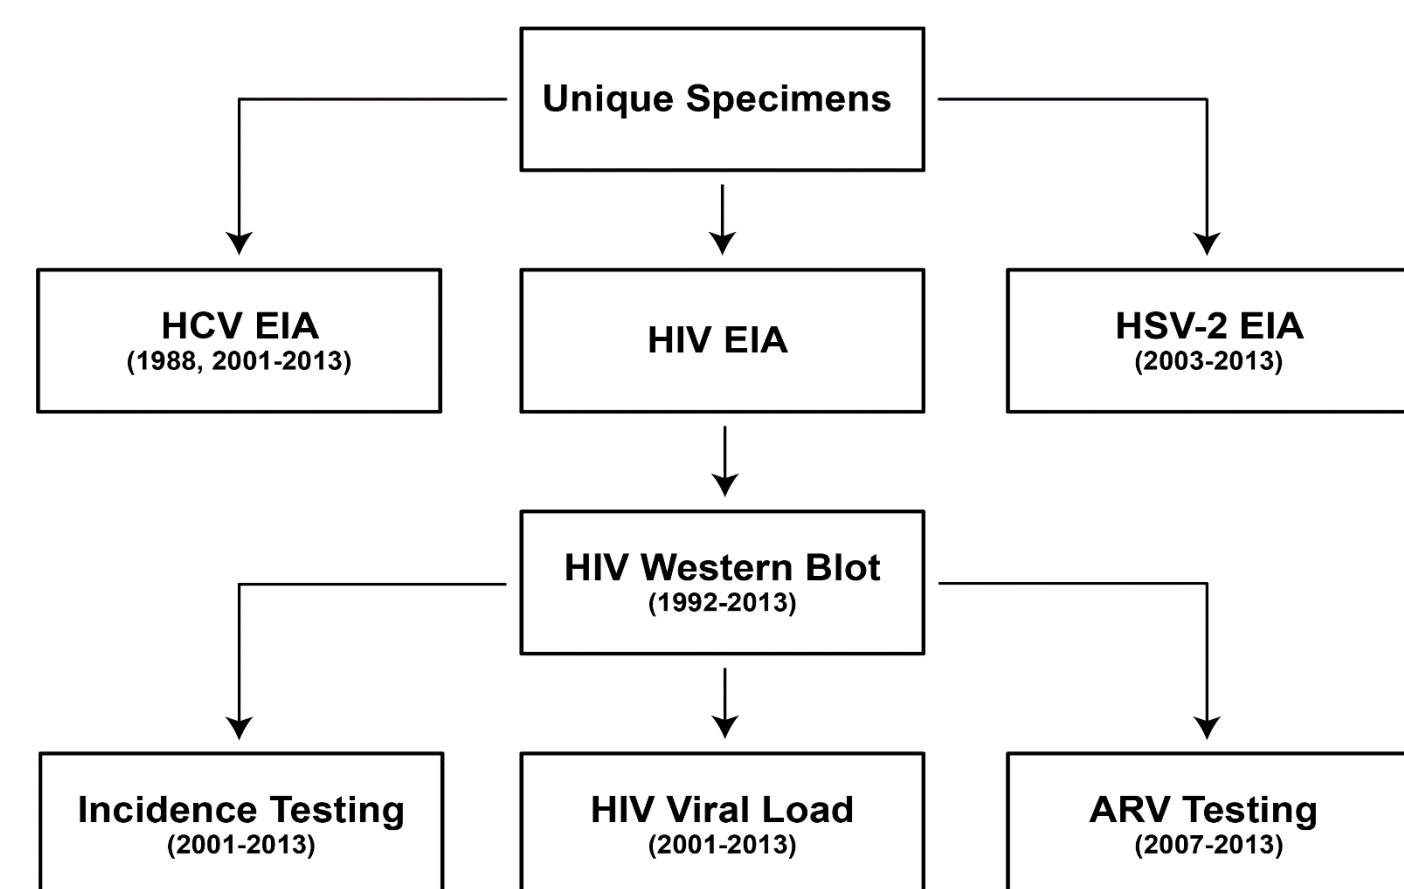 Unique Specimens
HCV EIA
(1988, 2001-2013)
HIV EIA
HSV-2 EIA
(2003-2013)
HIV Western Blot
(1992-2013)
Incidence Testing
(2001-2013)
HIV Viral Load
(2001-2013)
ARV Testing
(2007-2013)